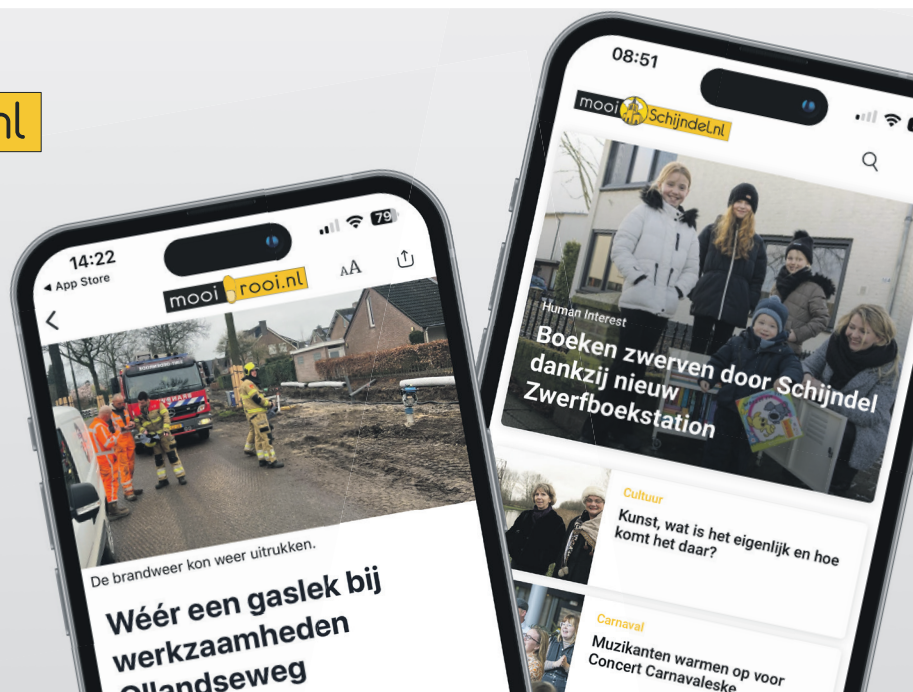 nl
14:22
App Store
79
mooi rooi.nl
AA
De brandweer kon weer uitrukken.
Wéér een gaslek bij
werkzaamheden
Ollandseweg
08:51
mooi Schijndel.nl
Human Interest
Boeken zwerven door Schijndel
dankzij nieuw
Zwerfboekstation
Cultuur
Kunst, wat is het eigenlijk en hoe
komt het daar?
Carnaval
Muzikanten warmen op voor
Concert Carnavaleske